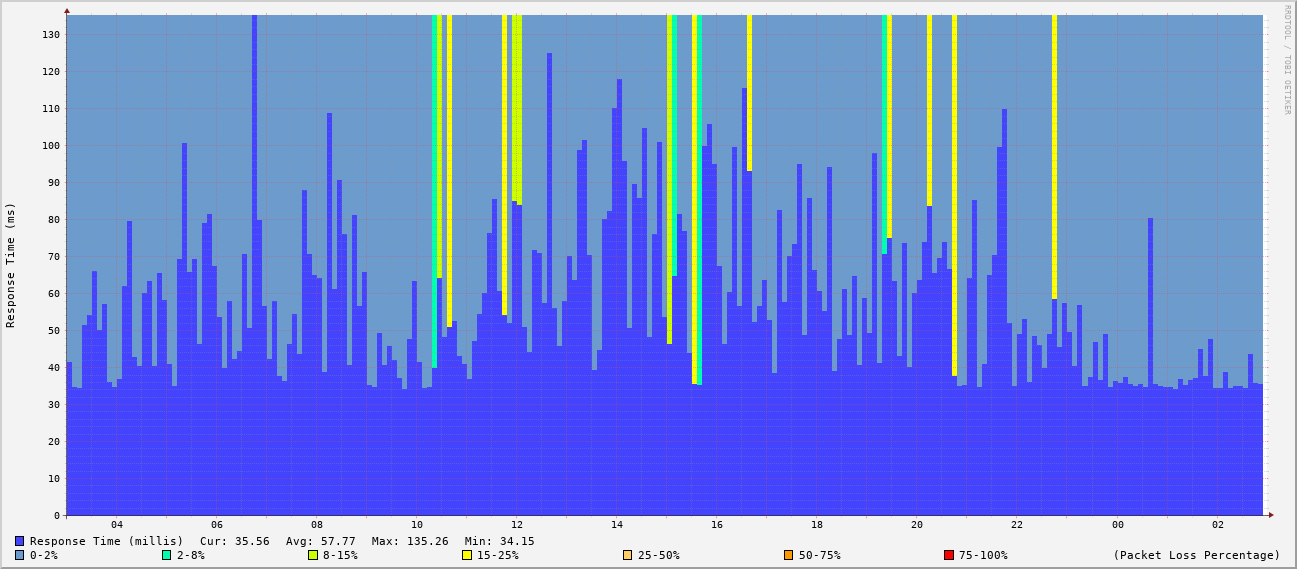 RRDTOOL / TOBI OETIKER
Response Time (ms)
130
120
110
100
90
80
70
60
50
40
30
20
10
0
04 06 08 10 12 14 16 18 20 22 00 02
Response Time (millis) Cur: 35.56 Avg: 57.77 Max: 135.26 Min: 34.15
0-2% 2-8% 8-15% 15-25% 25-50% 50-75% 75-100% (Packet Loss Percentage)